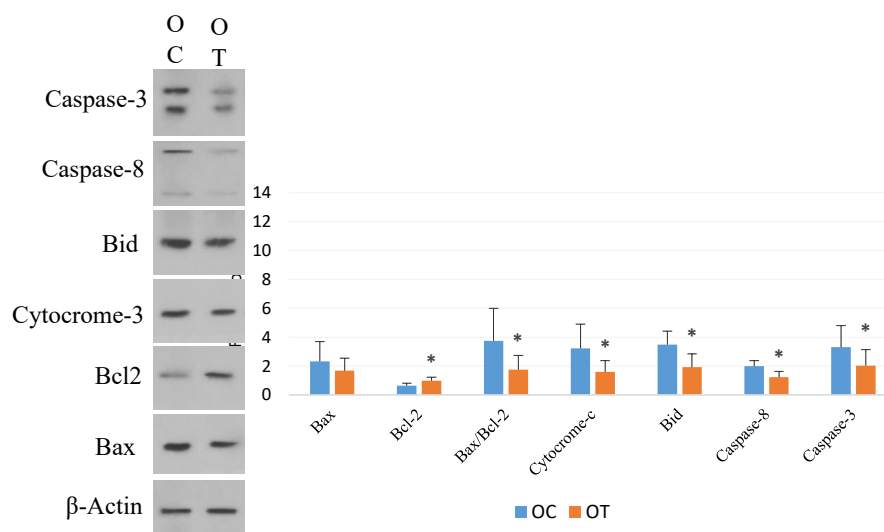 O O
C T
Caspase-3
Caspase-8
Bid
Cytocrome-3
Bcl2
Bax
β-Actin
14
12
10
8
6
4
2
0
*
*
*
*
*
*
Bax
Bcl-2
Bax/Bcl-2
Cytocrome-c
Bid
Caspase-8
Caspase-3
OC OT